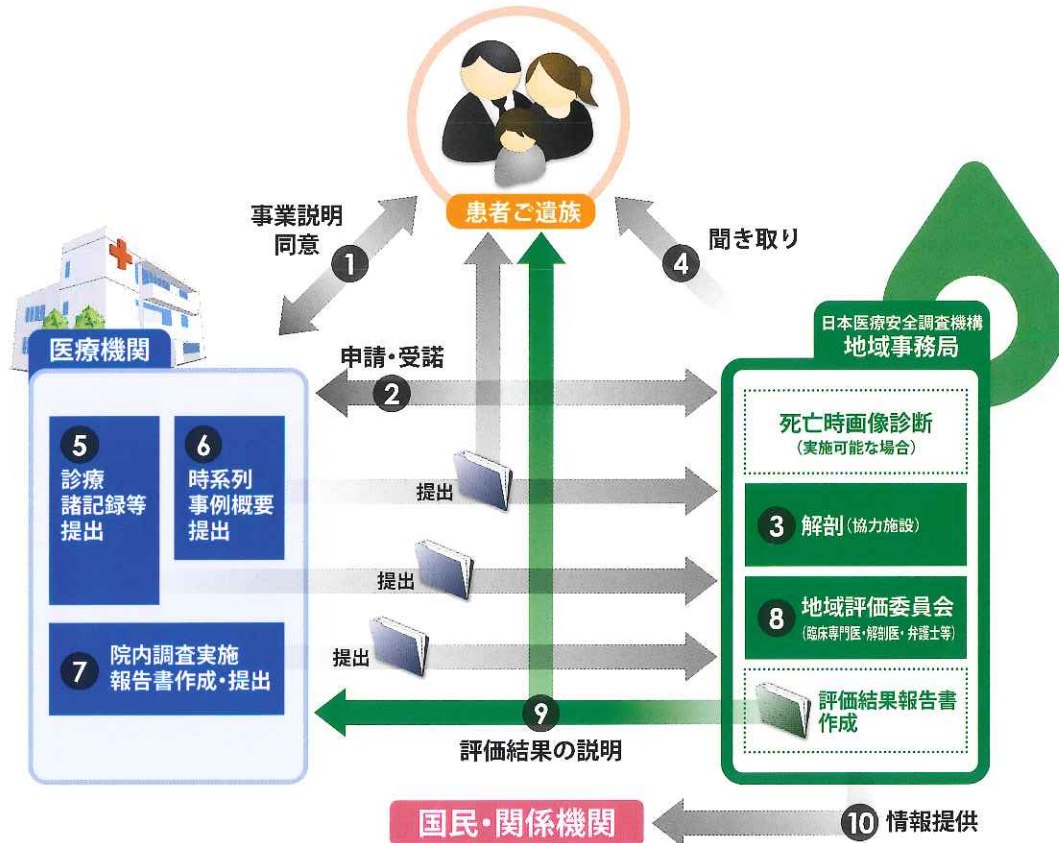 患者ご遺族
事業説明
同意
1
4
聞き取り
医療機関
日本医療安全調査機構
地域事務局
申請・受諾
2
5
診療
諸記録等
提出
6
時系列
事例概要
提出
提出
提出
提出
死亡時画像診断
(実施可能な場合)
3 解剖(協力施設)
8 地域評価委員会
(臨床専門医・解剖医・弁護士等)
7 院内調査実施
報告書作成・提出
評価結果報告書
作成
9
評価結果の説明
国民・関係機関
10 情報提供